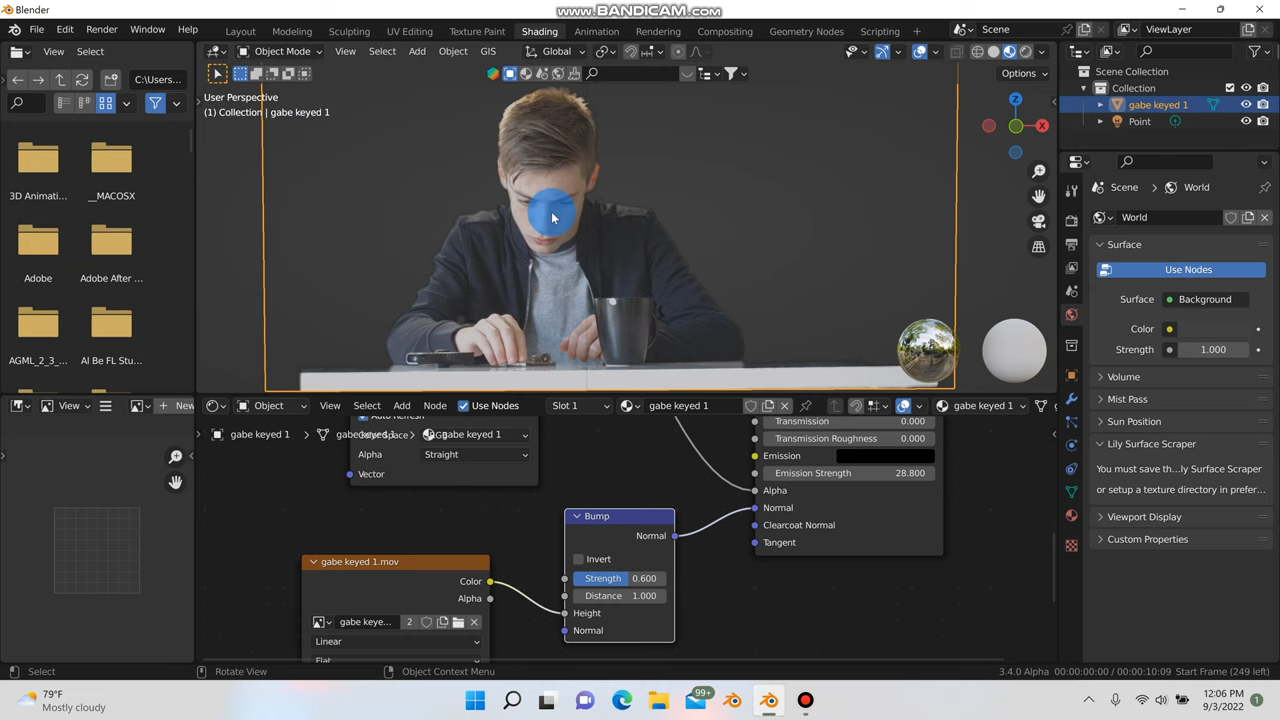 Blender
www.BANDICAM.com
File Edit Render Window Help
Layout Modeling Sculpting UV Editing Texture Paint Shading Animation Rendering Compositing Geometry Nodes Scripting
Scene
ViewLayer
View Select
Object Mode View Select Add Object GIS
Global
C:\Users...
Options
User Perspective
(1) Collection | gabe keyed 1
X
Z
Scene Collection
Collection
gabe keyed 1
Point
3D Animati...
__MACOSX
Adobe
Adobe After ...
AGML_2_3_...
AI Be FL Stu...
Scene World
World
Surface
Use Nodes
Surface Background
Color
Strength 1.000
Volume
Mist Pass
Sun Position
Lily Surface Scraper
You must save th...ly Surface Scraper
or setup a texture directory in prefer...
Viewport Display
Custom Properties
View New
Object View Select Add Node Use Nodes Slot 1 gabe keyed 1 gabe keyed 1
gabe keyed 1 gabe keyed 1
Alpha Straight
Vector
Transmission 0.000
Transmission Roughness 0.000
Emission
Emission Strength 28.800
Alpha
Normal
Clearcoat Normal
Tangent
Bump
Normal
Invert
Strength 0.600
Distance 1.000
Height
Normal
gabe keyed 1.mov
Color
Alpha
gabe keye... 2
Linear
Flat
Select Rotate View Object Context Menu
3.4.0 Alpha 00:00:00:00 / 00:00:10:09 Start Frame (249 left)
79°F
Mostly cloudy
99+
12:06 PM
9/3/2022
1